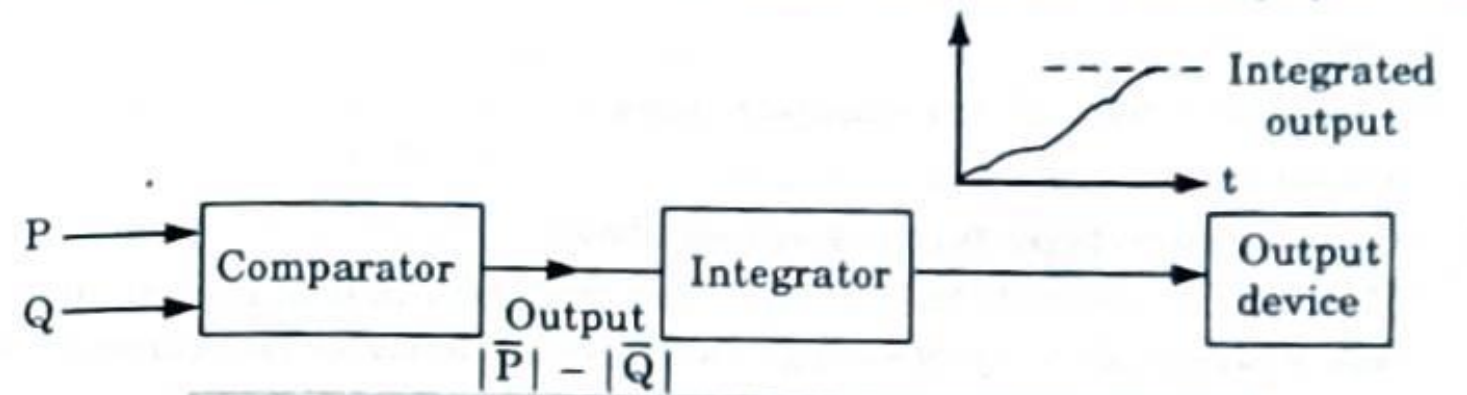 Integrated
output
t
P
Q
Comparator
Output
|P̅| − |Q̅|
Integrator
Output
device